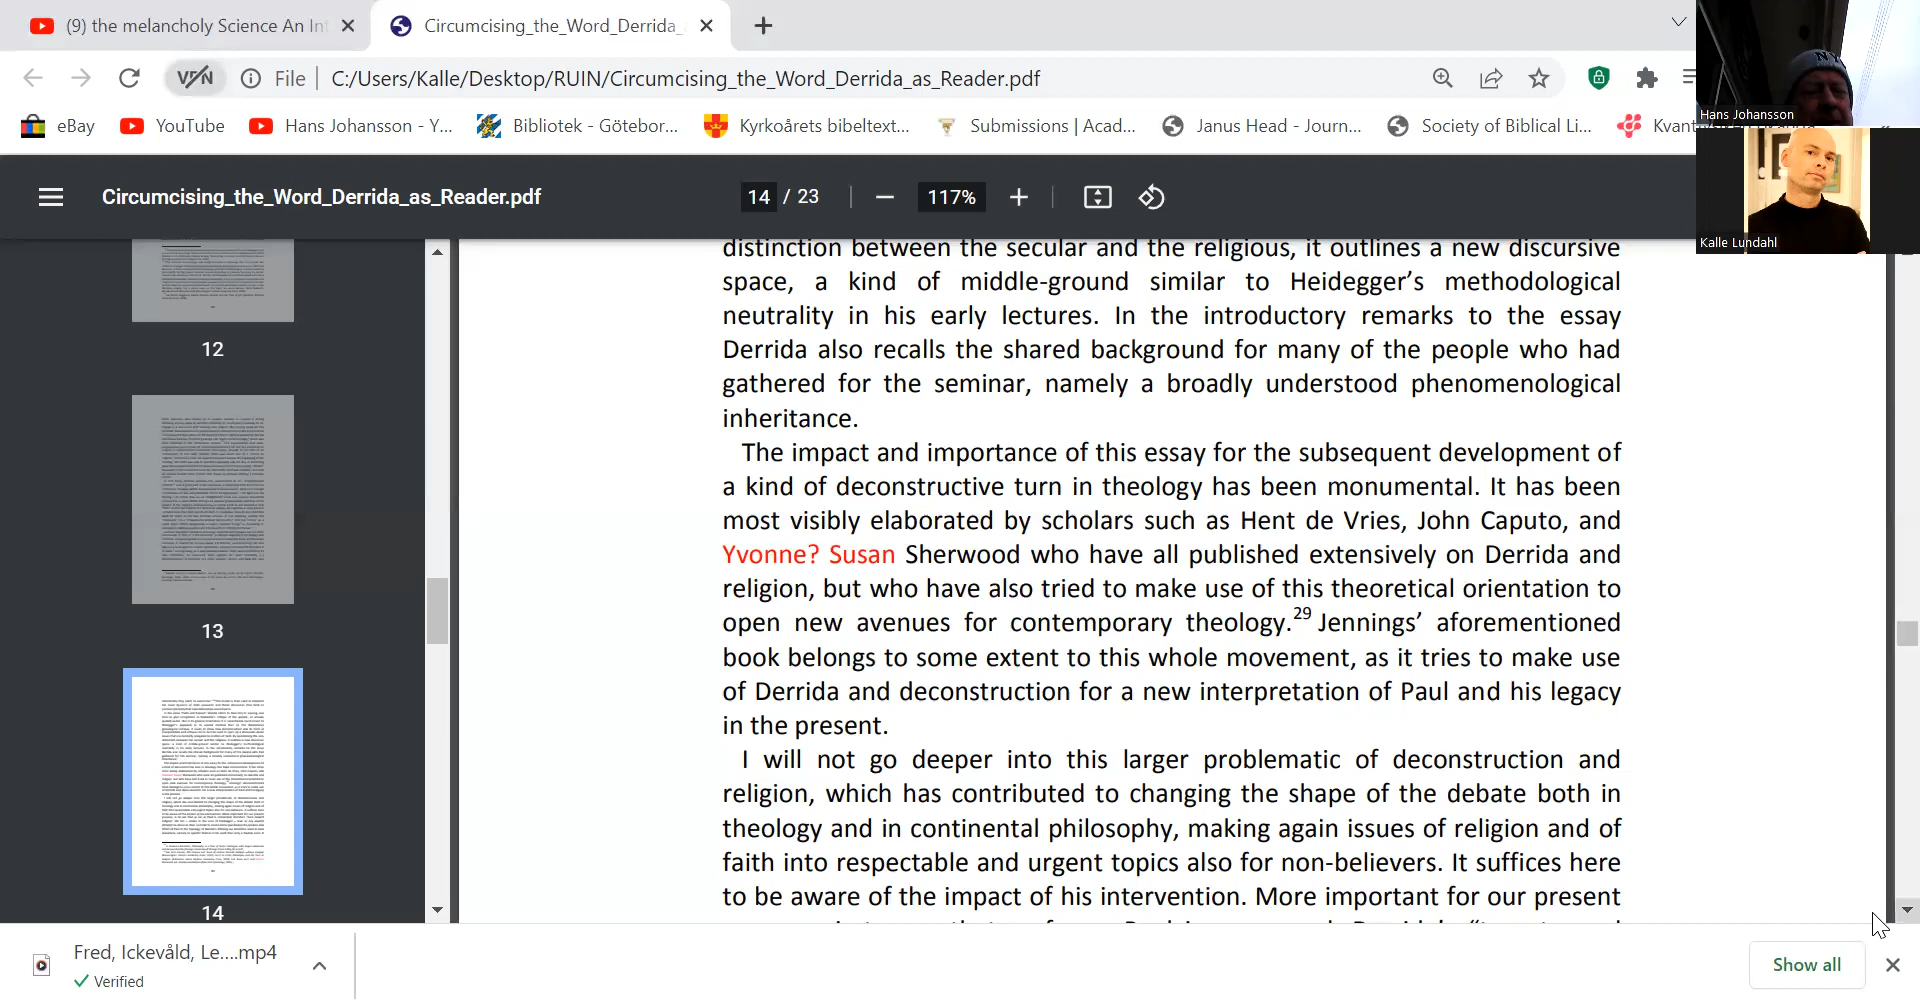 (9) the melancholy Science An Int
Circumcising_the_Word_Derrida_
VPN
File
C:/Users/Kalle/Desktop/RUIN/Circumcising_the_Word_Derrida_as_Reader.pdf
eBay
YouTube
Hans Johansson - Y...
Bibliotek - Götebor...
Kyrkoårets bibeltext...
Submissions | Acad...
Janus Head - Journ...
Society of Biblical Li...
Hans Johansson
Kalle Lundahl
Circumcising_the_Word_Derrida_as_Reader.pdf
14 / 23
117%
12
13
14
distinction between the secular and the religious, it outlines a new discursive
space, a kind of middle-ground similar to Heidegger’s methodological
neutrality in his early lectures. In the introductory remarks to the essay
Derrida also recalls the shared background for many of the people who had
gathered for the seminar, namely a broadly understood phenomenological
inheritance.
The impact and importance of this essay for the subsequent development of
a kind of deconstructive turn in theology has been monumental. It has been
most visibly elaborated by scholars such as Hent de Vries, John Caputo, and
Yvonne? Susan Sherwood who have all published extensively on Derrida and
religion, but who have also tried to make use of this theoretical orientation to
open new avenues for contemporary theology.29 Jennings’ aforementioned
book belongs to some extent to this whole movement, as it tries to make use
of Derrida and deconstruction for a new interpretation of Paul and his legacy
in the present.
I will not go deeper into this larger problematic of deconstruction and
religion, which has contributed to changing the shape of the debate both in
theology and in continental philosophy, making again issues of religion and of
faith into respectable and urgent topics also for non-believers. It suffices here
to be aware of the impact of his intervention. More important for our present
Fred, Ickevåld, Le....mp4
Verified
Show all